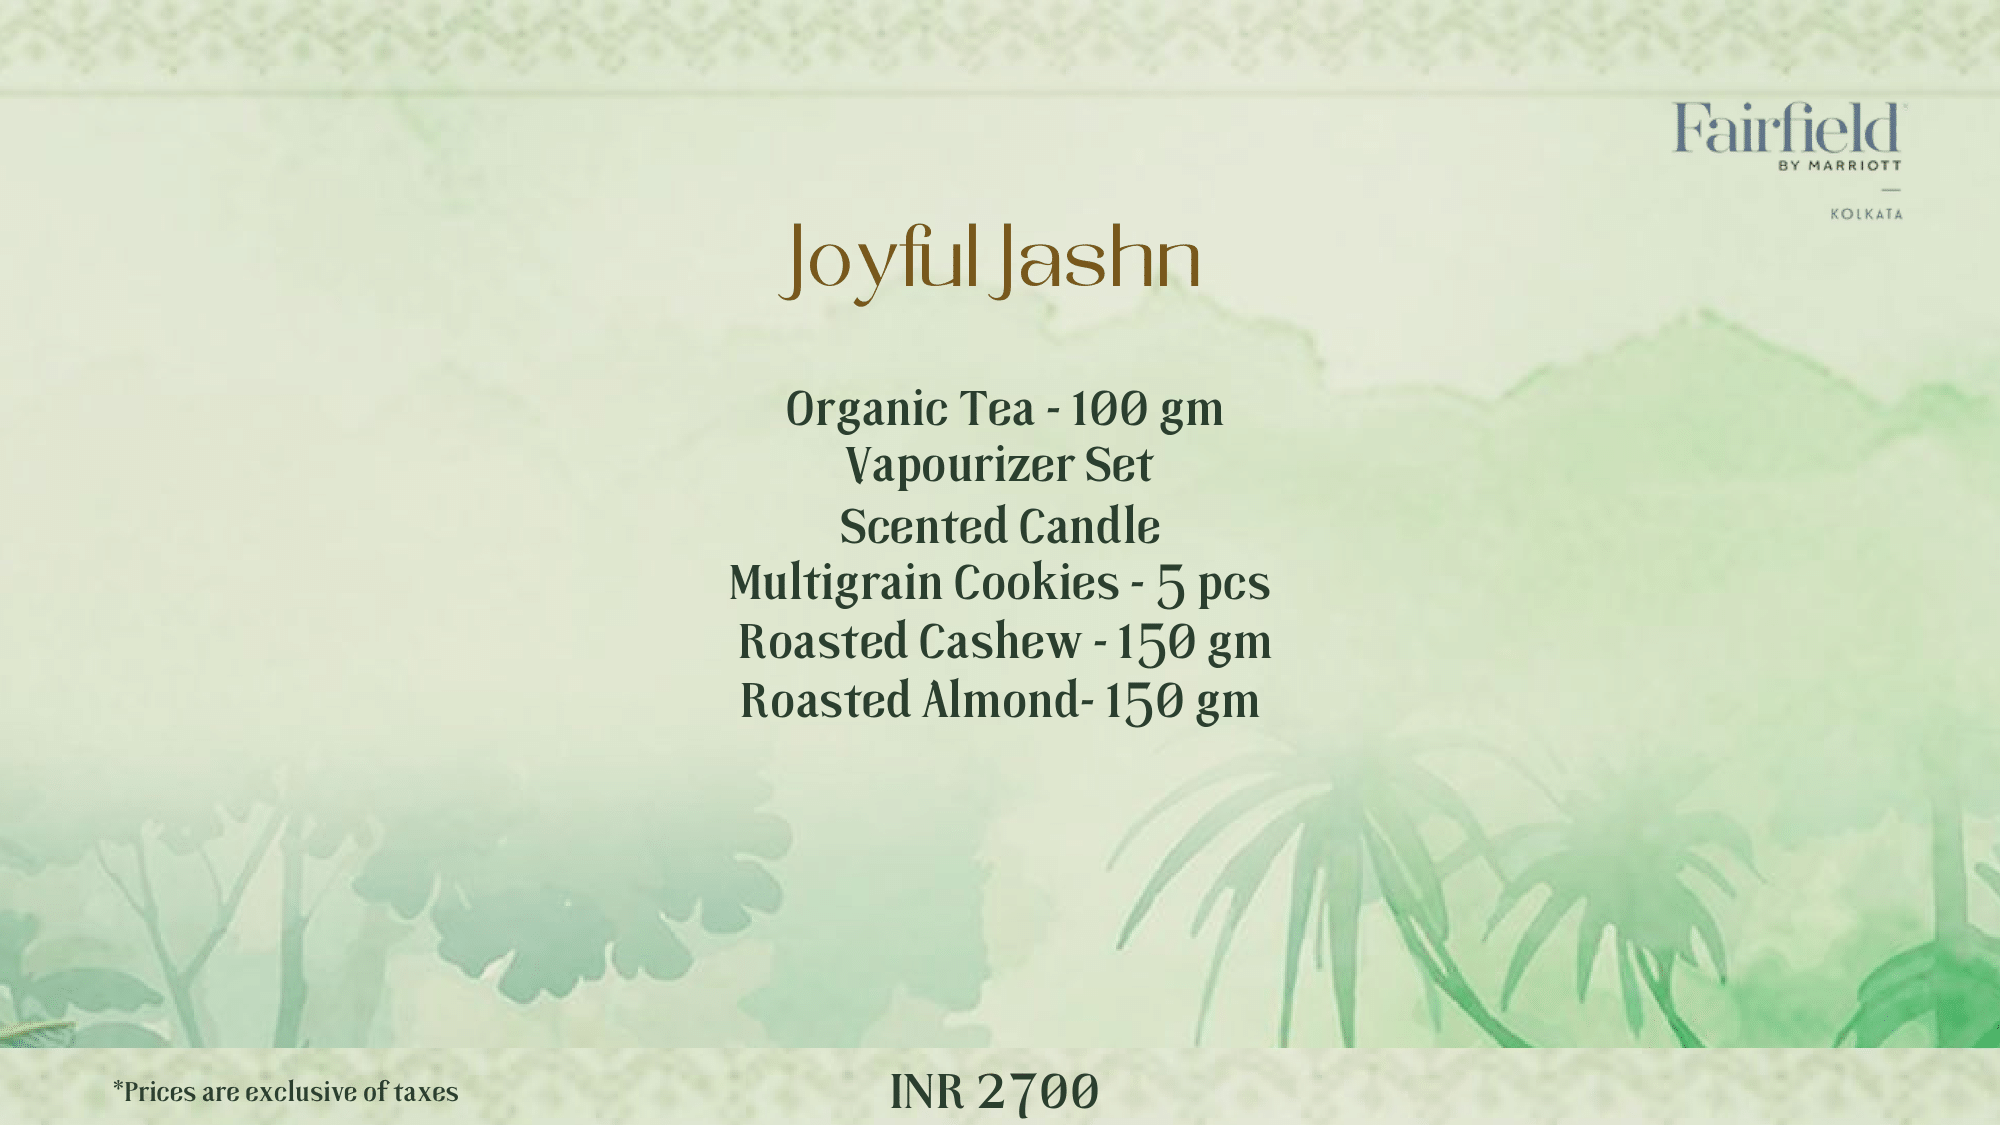 Fairfield
BY MARRIOTT
KOLKATA
Joyful Jashn
Organic Tea - 100 gm
Vapourizer Set
Scented Candle
Multigrain Cookies - 5 pcs
Roasted Cashew - 150 gm
Roasted Almond- 150 gm
*Prices are exclusive of taxes
INR 2700